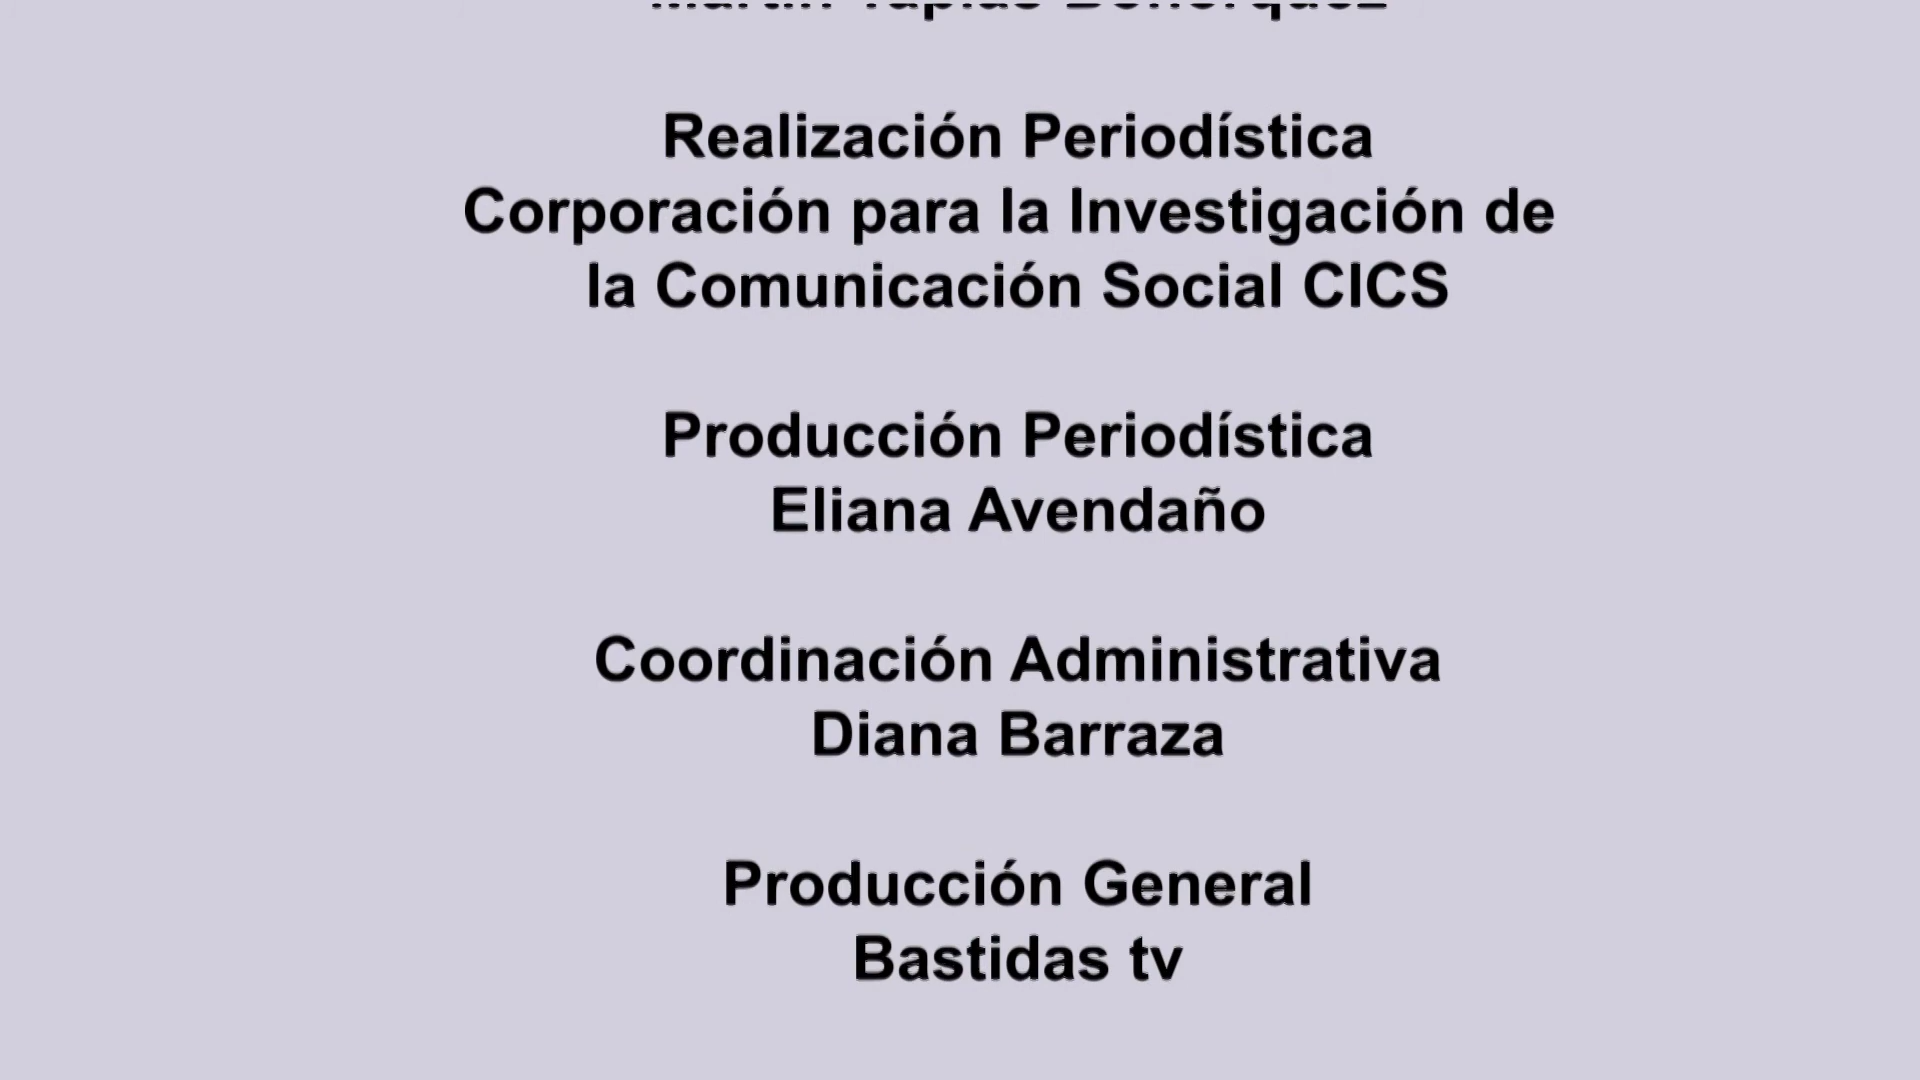 Realización Periodística
Corporación para la Investigación de
la Comunicación Social CICS
Producción Periodística
Eliana Avendaño
Coordinación Administrativa
Diana Barraza
Producción General
Bastidas tv